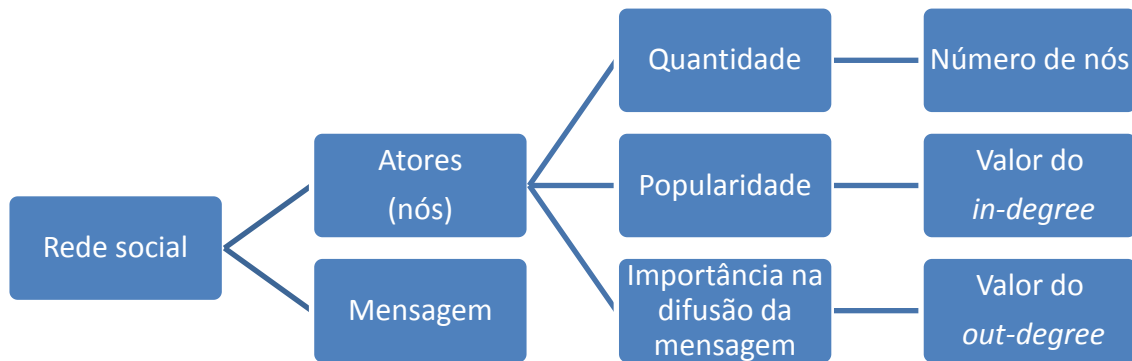 Rede social
Atores
(nós)
Mensagem
Quantidade
Popularidade
Importância na
difusão da
mensagem
Número de nós
Valor do
in-degree
Valor do
out-degree